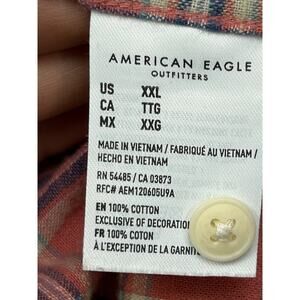 AMERICAN EAGLE
OUTFITTERS
US XXL
CA TTG
MX XXG
MADE IN VIETNAM / FABRIQUÉ AU VIETNAM /
HECHO EN VIETNAM
RN 54485 / CA 03873
RFC# AEM120605U9A
EN 100% COTTON
EXCLUSIVE OF DECORATI
FR 100% COTON
À L'EXCEPTION DE LA GARNIT